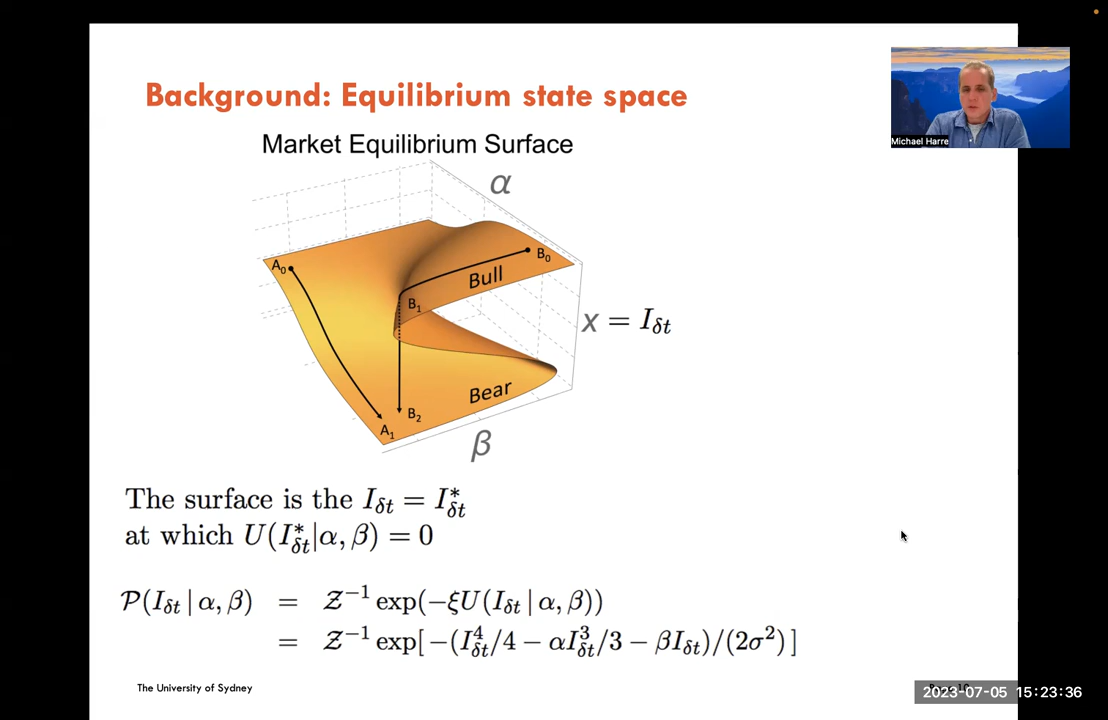 Background: Equilibrium state space
Michael Harre
Market Equilibrium Surface
α
A₀
B₀
Bull
B₁
x = I_δt
Bear
B₂
A₁
β
The surface is the I_δt = I*_δt
at which U(I*_δt|α, β) = 0
𝒫(I_δt | α, β) = 𝒵⁻¹ exp(−ξU(I_δt | α, β))
= 𝒵⁻¹ exp[−(I⁴_δt/4 − αI³_δt/3 − βI_δt)/(2σ²)]
The University of Sydney
2023-07-05 15:23:36